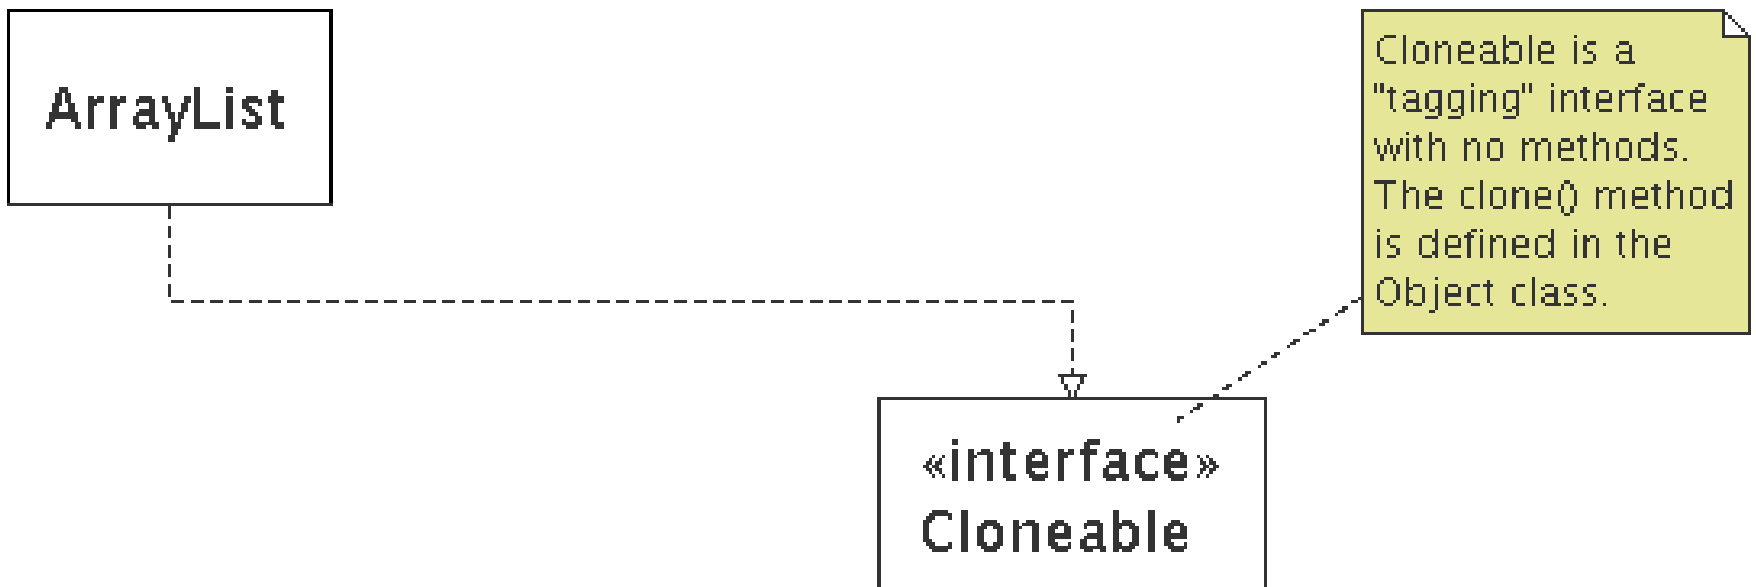 ArrayList
Cloneable is a
"tagging" interface
with no methods.
The clone() method
is defined in the
Object class.
«interface»
Cloneable